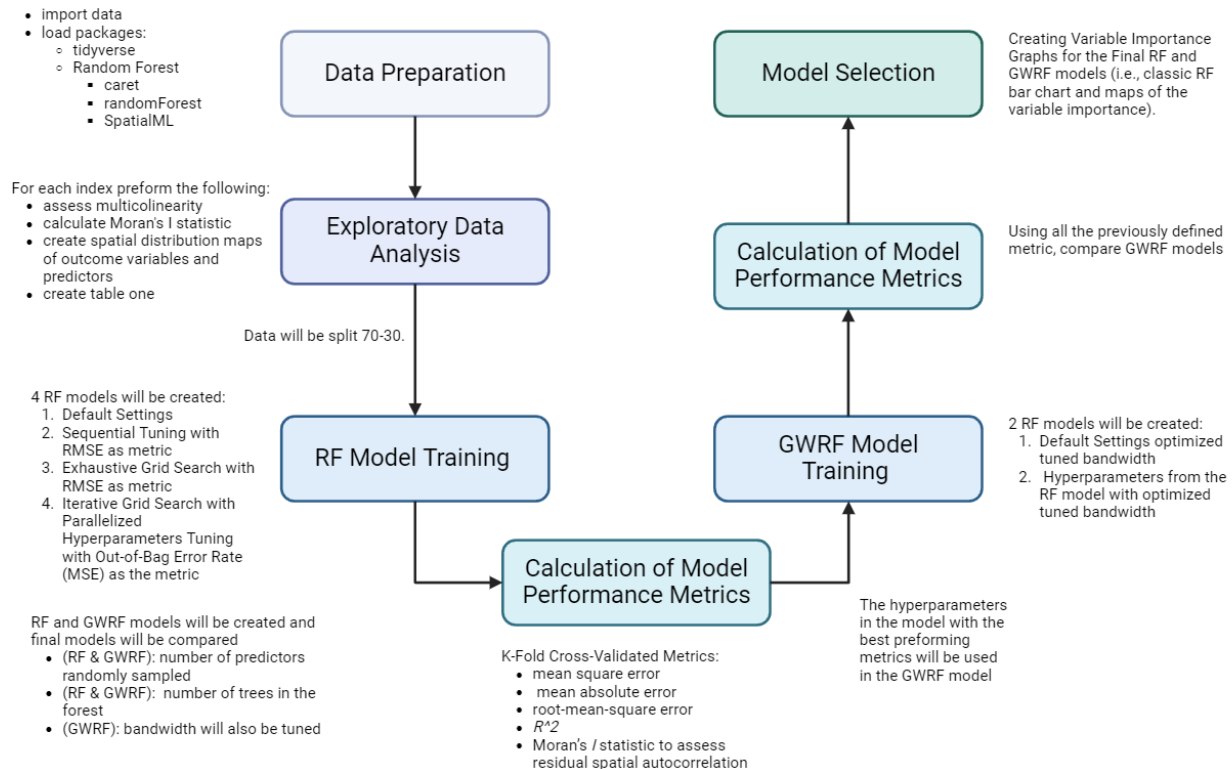 • import data
• load packages:
○ tidyverse
○ Random Forest
▪ caret
▪ randomForest
▪ SpatialML
Data Preparation
For each index preform the following:
• assess multicolinearity
• calculate Moran's I statistic
• create spatial distribution maps
of outcome variables and
predictors
• create table one
Exploratory Data
Analysis
Data will be split 70-30.
4 RF models will be created:
1. Default Settings
2. Sequential Tuning with
RMSE as metric
3. Exhaustive Grid Search with
RMSE as metric
4. Iterative Grid Search with
Parallelized
Hyperparameters Tuning
with Out-of-Bag Error Rate
(MSE) as the metric
RF Model Training
RF and GWRF models will be created and
final models will be compared
• (RF & GWRF): number of predictors
randomly sampled
• (RF & GWRF): number of trees in the
forest
• (GWRF): bandwidth will also be tuned
Calculation of Model
Performance Metrics
K-Fold Cross-Validated Metrics:
• mean square error
• mean absolute error
• root-mean-square error
• R^2
• Moran's I statistic to assess
residual spatial autocorrelation
The hyperparameters
in the model with the
best preforming
metrics will be used
in the GWRF model
GWRF Model
Training
2 RF models will be created:
1. Default Settings optimized
tuned bandwidth
2. Hyperparameters from the
RF model with optimized
tuned bandwidth
Calculation of Model
Performance Metrics
Using all the previously defined
metric, compare GWRF models
Model Selection
Creating Variable Importance
Graphs for the Final RF and
GWRF models (i.e., classic RF
bar chart and maps of the
variable importance).